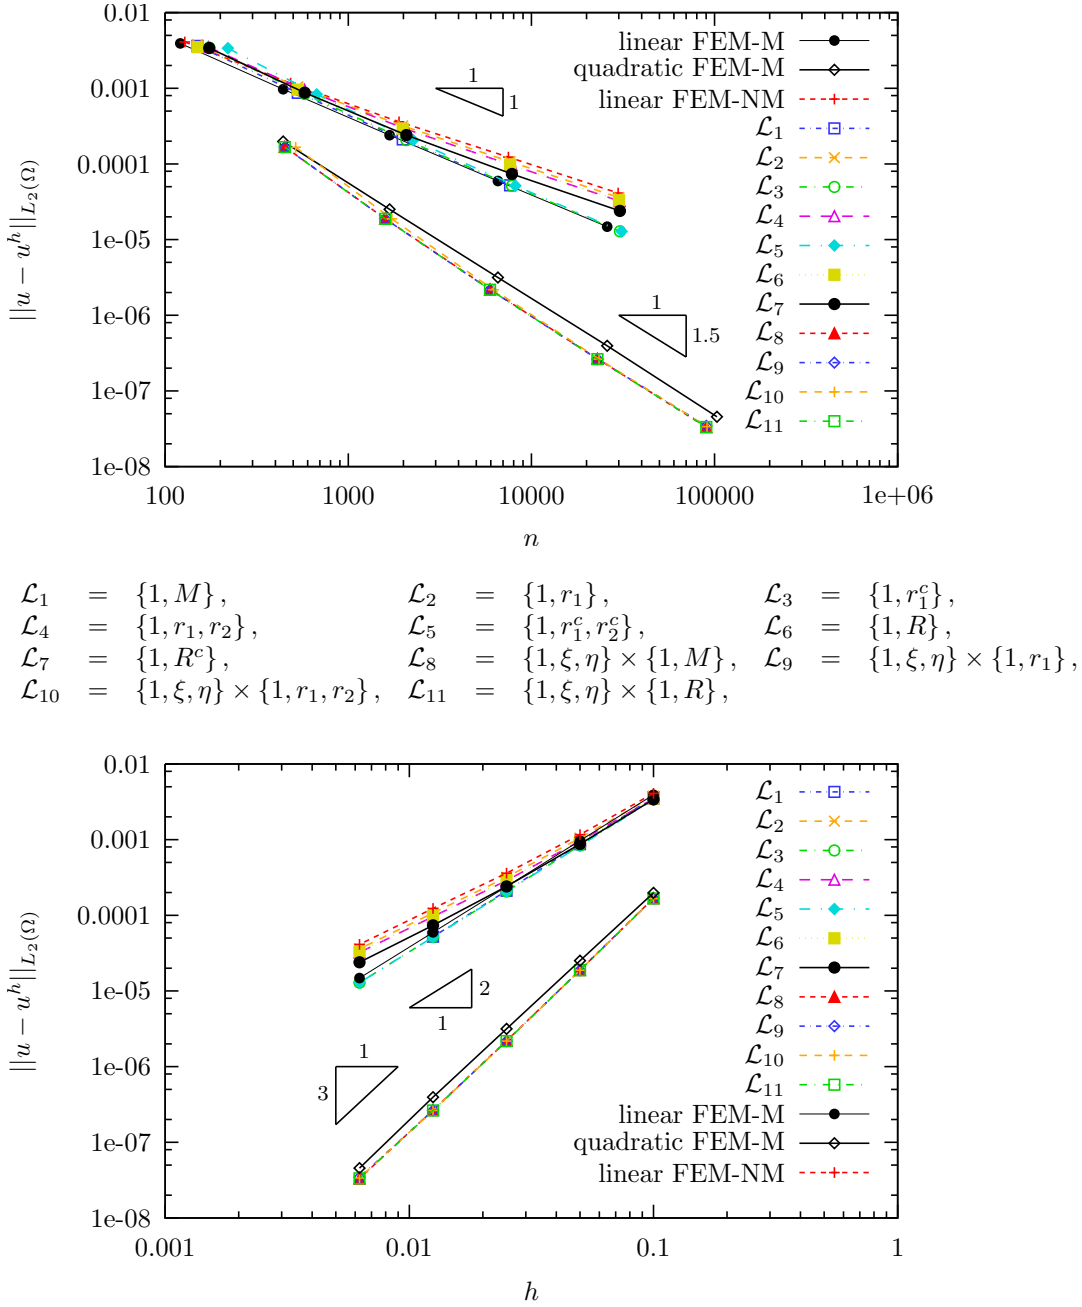 0.01
0.001
0.0001
1e-05
1e-06
1e-07
1e-08
100
1000
10000
100000
1e+06
n
||u − u^h||_{L_2(Ω)}
linear FEM-M
quadratic FEM-M
linear FEM-NM
ℒ_1
ℒ_2
ℒ_3
ℒ_4
ℒ_5
ℒ_6
ℒ_7
ℒ_8
ℒ_9
ℒ_10
ℒ_11
1
1
1
1.5
ℒ_1 = {1, M}, ℒ_2 = {1, r_1}, ℒ_3 = {1, r_1^c},
ℒ_4 = {1, r_1, r_2}, ℒ_5 = {1, r_1^c, r_2^c}, ℒ_6 = {1, R},
ℒ_7 = {1, R^c}, ℒ_8 = {1, ξ, η} × {1, M}, ℒ_9 = {1, ξ, η} × {1, r_1},
ℒ_10 = {1, ξ, η} × {1, r_1, r_2}, ℒ_11 = {1, ξ, η} × {1, R},
0.01
0.001
0.0001
1e-05
1e-06
1e-07
1e-08
0.001
0.01
0.1
1
h
||u − u^h||_{L_2(Ω)}
ℒ_1
ℒ_2
ℒ_3
ℒ_4
ℒ_5
ℒ_6
ℒ_7
ℒ_8
ℒ_9
ℒ_10
ℒ_11
linear FEM-M
quadratic FEM-M
linear FEM-NM
2
1
1
3